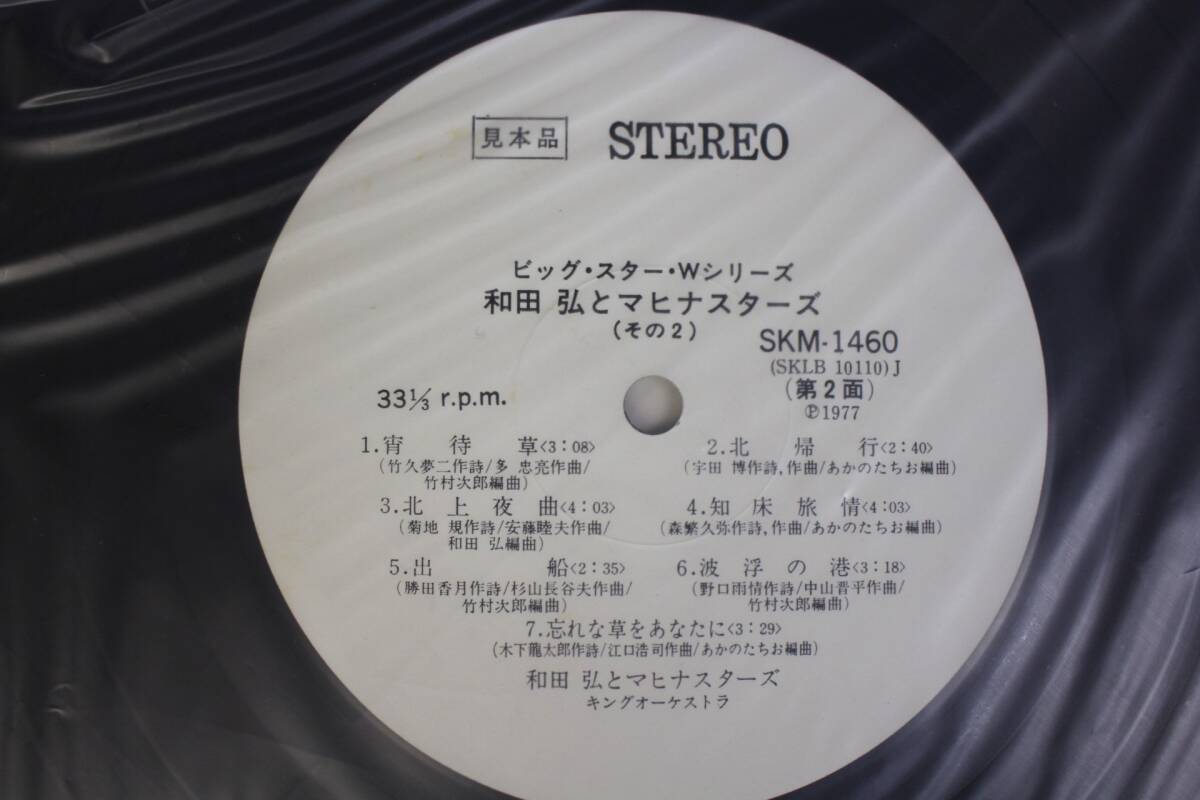 見本品 STEREO
ビッグ・スター・Wシリーズ
和田 弘とマヒナスターズ
(その2)
SKM-1460
(SKLB 10110) J
33⅓ r.p.m.
(第2面)
℗1977
1.宵待草<3:08>
(竹久夢二作詩/多 忠亮作曲/
竹村次郎編曲)
2.北帰行<2:40>
(宇田 博作詩,作曲/あかのたちお編曲)
3.北上夜曲<4:03>
(菊地 規作詩/安藤睦夫作曲/
和田 弘編曲)
4.知床旅情<4:03>
(森繁久弥作詩,作曲/あかのたちお編曲)
5.出船<2:35>
(勝田香月作詩/杉山長谷夫作曲/
竹村次郎編曲)
6.波浮の港<3:18>
(野口雨情作詩/中山晋平作曲/
竹村次郎編曲)
7.忘れな草をあなたに<3:29>
(木下龍太郎作詩/江口浩司作曲/あかのたちお編曲)
和田 弘とマヒナスターズ
キングオーケストラ